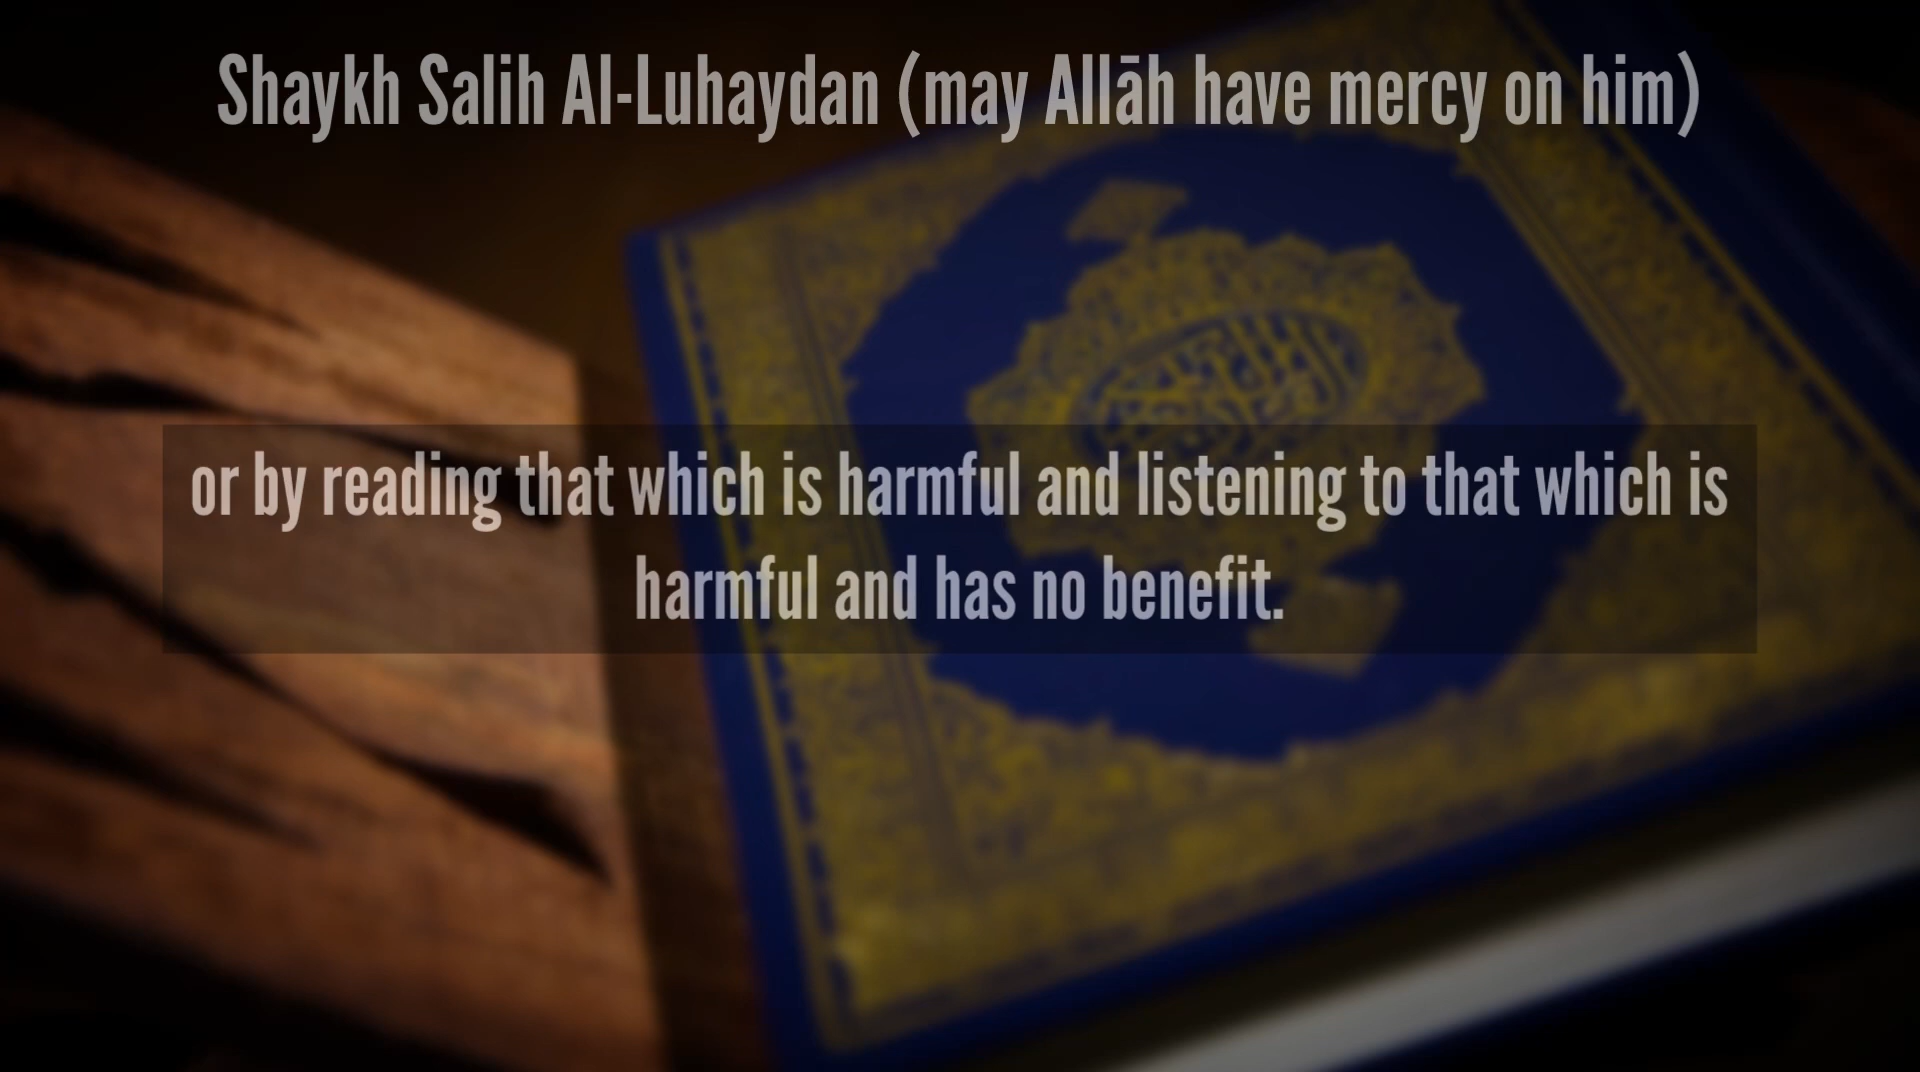 Shaykh Salih Al-Luhaydan (may Allāh have mercy on him)
or by reading that which is harmful and listening to that which is
harmful and has no benefit.